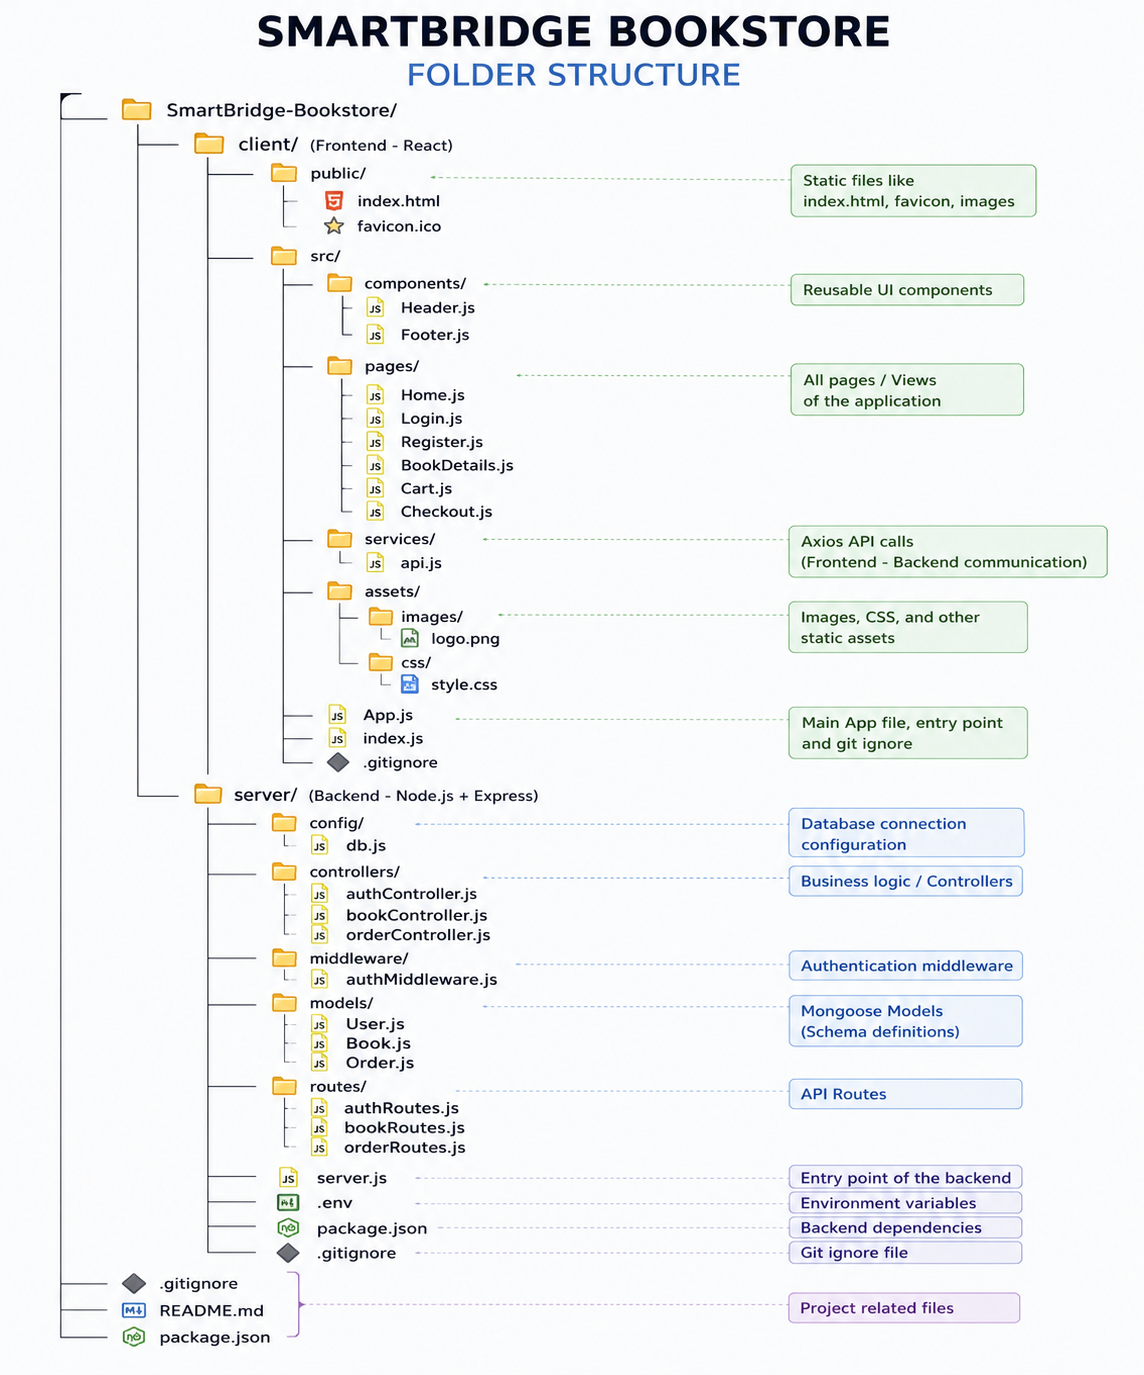 SMARTBRIDGE BOOKSTORE
FOLDER STRUCTURE
SmartBridge-Bookstore/
client/ (Frontend - React)
public/
Static files like
index.html, favicon, images
index.html
favicon.ico
src/
components/
Reusable UI components
Header.js
Footer.js
pages/
All pages / Views
of the application
Home.js
Login.js
Register.js
BookDetails.js
Cart.js
Checkout.js
services/
Axios API calls
(Frontend - Backend communication)
api.js
assets/
images/
Images, CSS, and other
static assets
logo.png
css/
style.css
App.js
Main App file, entry point
and git ignore
index.js
.gitignore
server/ (Backend - Node.js + Express)
config/
Database connection
configuration
db.js
controllers/
Business logic / Controllers
authController.js
bookController.js
orderController.js
middleware/
Authentication middleware
authMiddleware.js
models/
Mongoose Models
(Schema definitions)
User.js
Book.js
Order.js
routes/
API Routes
authRoutes.js
bookRoutes.js
orderRoutes.js
server.js
Entry point of the backend
.env
Environment variables
package.json
Backend dependencies
.gitignore
Git ignore file
.gitignore
README.md
Project related files
package.json